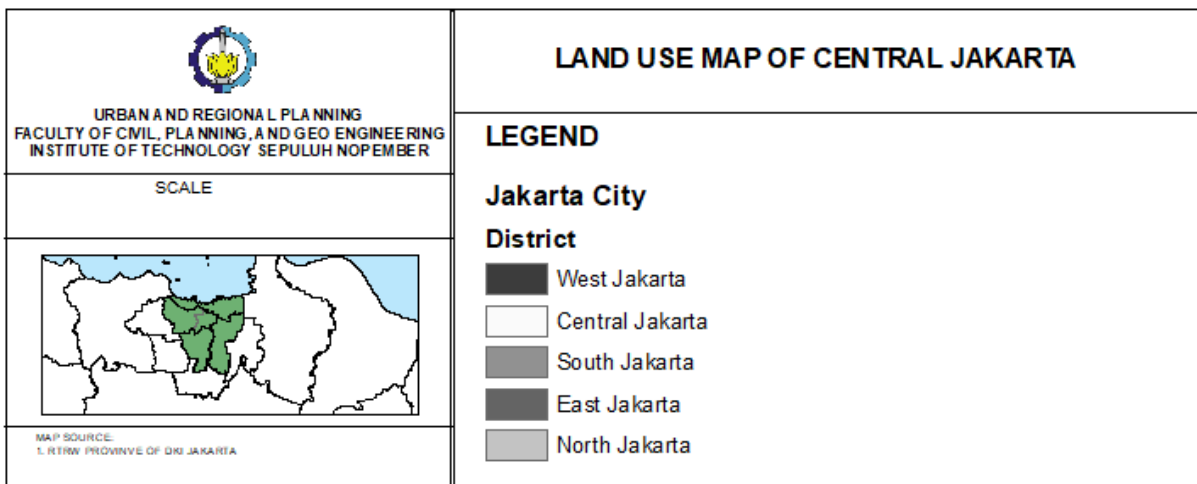 URBAN AND REGIONAL PLANNING
FACULTY OF CIVIL, PLANNING, AND GEO ENGINEERING
INSTITUTE OF TECHNOLOGY SEPULUH NOPEMBER
SCALE
MAP SOURCE:
1. RTRW PROVINVE OF DKI JAKARTA
LAND USE MAP OF CENTRAL JAKARTA
LEGEND
Jakarta City
District
West Jakarta
Central Jakarta
South Jakarta
East Jakarta
North Jakarta